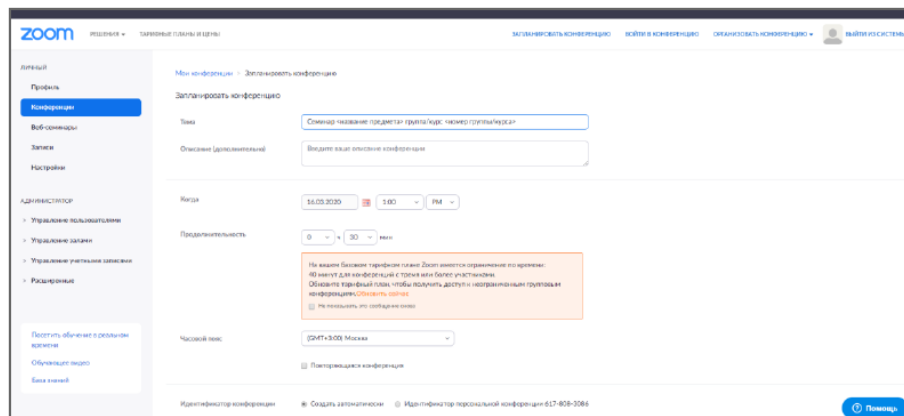 zoom
РЕШЕНИЯ
ТАРИФНЫЕ ПЛАНЫ И ЦЕНЫ
ЗАПЛАНИРОВАТЬ КОНФЕРЕНЦИЮ
ВОЙТИ В КОНФЕРЕНЦИЮ
ОРГАНИЗОВАТЬ КОНФЕРЕНЦИЮ
ВЫЙТИ ИЗ СИСТЕМЫ
ЛИЧНЫЙ
Профиль
Конференции
Веб-семинары
Записи
Настройки
АДМИНИСТРАТОР
Управление пользователями
Управление залами
Управление учетными записями
Расширенные
Посетить обучение в реальном
времени
Обучающее видео
База знаний
Мои конференции > Запланировать конференцию
Запланировать конференцию
Тема
Семинар <название предмета> группа/курс <номер группы/курса>
Описание (дополнительно)
Введите ваше описание конференции
Когда
16.03.2020
1:00
PM
Продолжительность
0 ч 30 мин
На вашем базовом тарифном плане Zoom имеется ограничение по времени:
40 минут для конференций с тремя или более участниками.
Обновите тарифный план, чтобы получить доступ к неограниченным групповым
конференциям. Обновить сейчас
Не показывать это сообщение снова
Часовой пояс
(GMT+3:00) Москва
Повторяющаяся конференция
Идентификатор конференции
Создать автоматически
Идентификатор персональной конференции 617-808-3086
Помощь